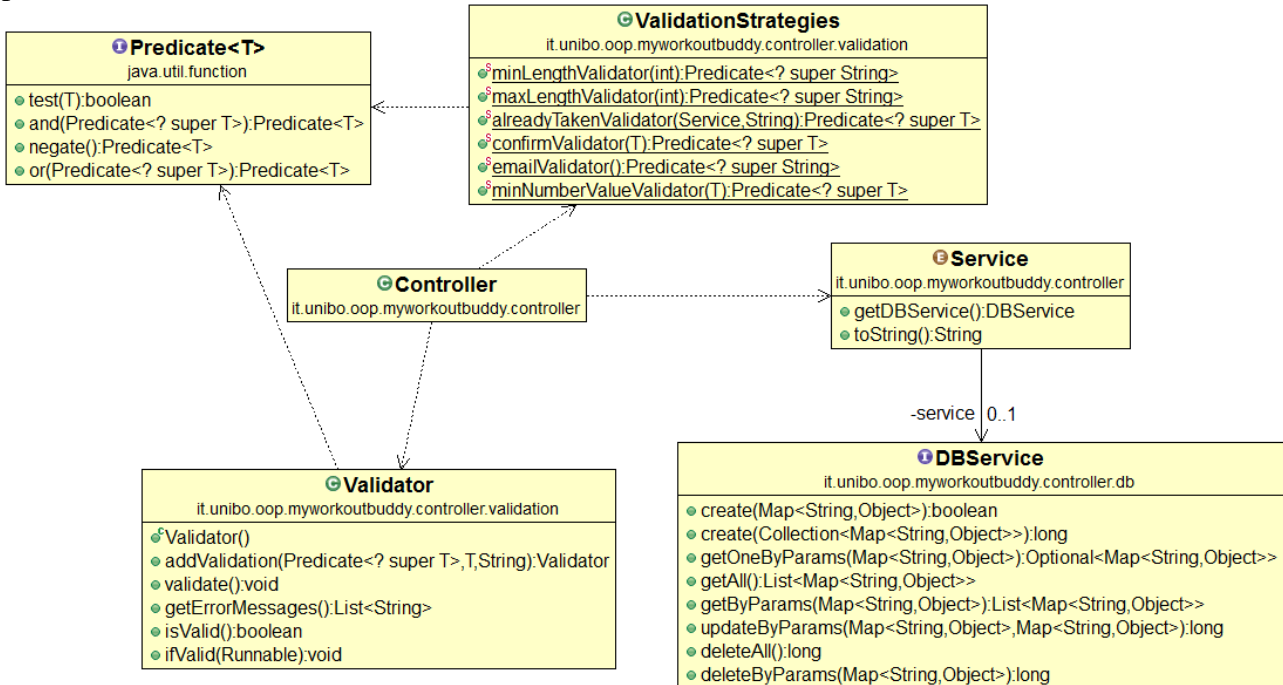 Predicate<T>
java.util.function
test(T):boolean
and(Predicate<? super T>):Predicate<T>
negate():Predicate<T>
or(Predicate<? super T>):Predicate<T>
ValidationStrategies
it.unibo.oop.myworkoutbuddy.controller.validation
minLengthValidator(int):Predicate<? super String>
maxLengthValidator(int):Predicate<? super String>
alreadyTakenValidator(Service,String):Predicate<? super T>
confirmValidator(T):Predicate<? super T>
emailValidator():Predicate<? super String>
minNumberValueValidator(T):Predicate<? super T>
Controller
it.unibo.oop.myworkoutbuddy.controller
Service
it.unibo.oop.myworkoutbuddy.controller
getDBService():DBService
toString():String
-service 0..1
Validator
it.unibo.oop.myworkoutbuddy.controller.validation
Validator()
addValidation(Predicate<? super T>,T,String):Validator
validate():void
getErrorMessages():List<String>
isValid():boolean
ifValid(Runnable):void
DBService
it.unibo.oop.myworkoutbuddy.controller.db
create(Map<String,Object>):boolean
create(Collection<Map<String,Object>>):long
getOneByParams(Map<String,Object>):Optional<Map<String,Object>>
getAll():List<Map<String,Object>>
getByParams(Map<String,Object>):List<Map<String,Object>>
updateByParams(Map<String,Object>,Map<String,Object>):long
deleteAll():long
deleteByParams(Map<String,Object>):long